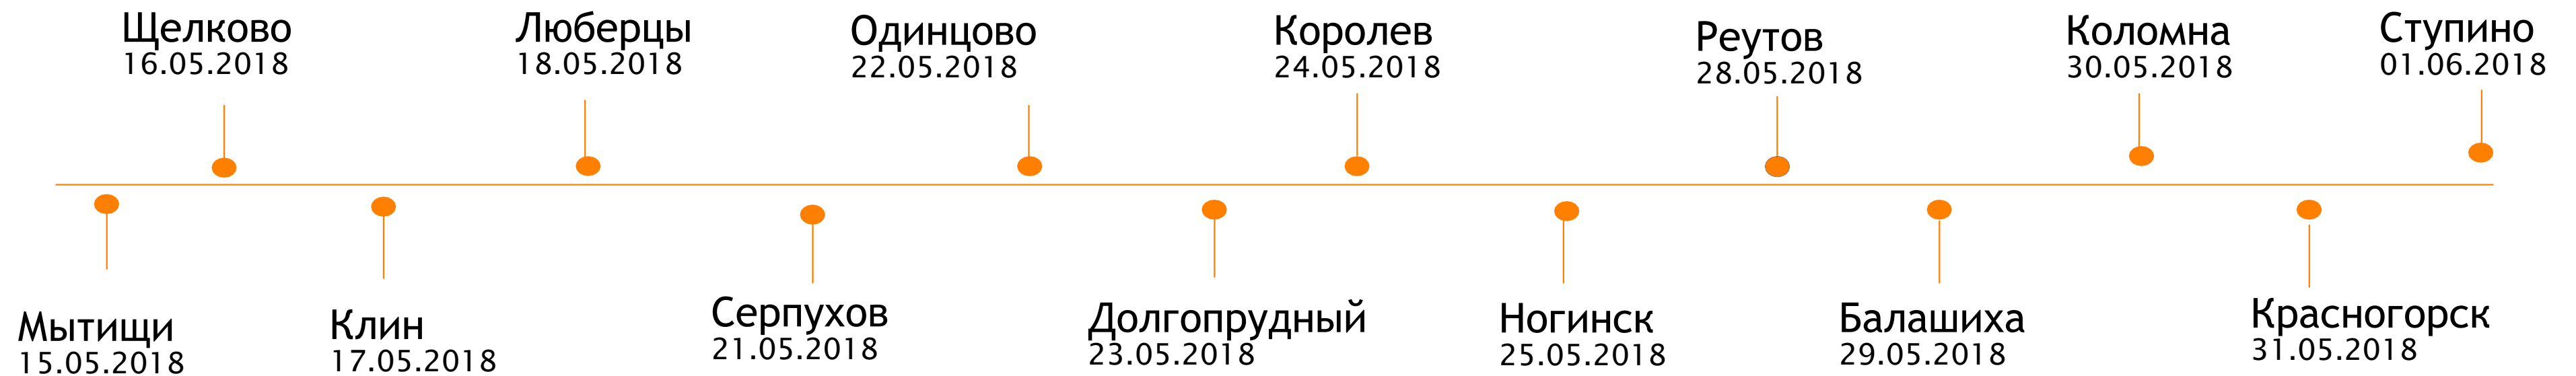 Щелково
16.05.2018
Люберцы
18.05.2018
Одинцово
22.05.2018
Королев
24.05.2018
Реутов
28.05.2018
Коломна
30.05.2018
Ступино
01.06.2018
Мытищи
15.05.2018
Клин
17.05.2018
Серпухов
21.05.2018
Долгопрудный
23.05.2018
Ногинск
25.05.2018
Балашиха
29.05.2018
Красногорск
31.05.2018